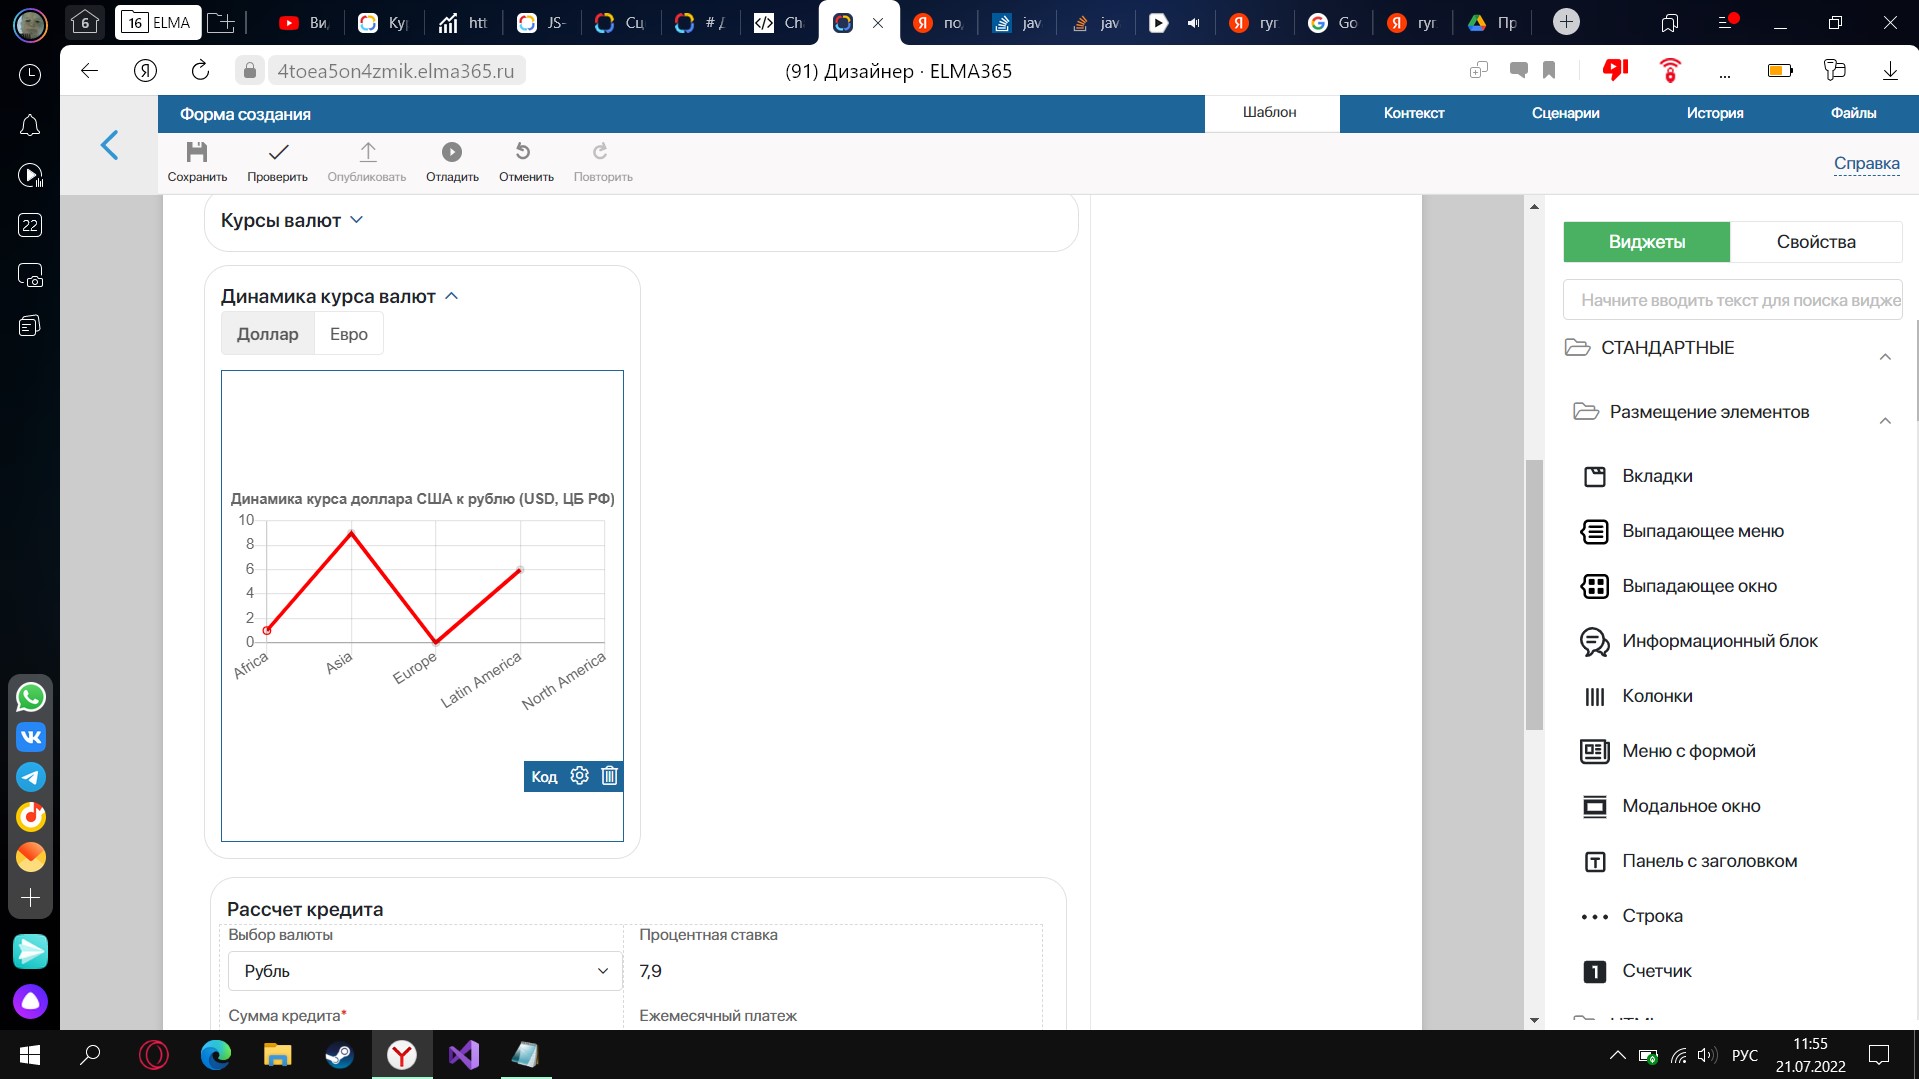 6
16 ELMA
Ви,
Ку
htt
JS-
Сц
# Д
Ch
по,
jav
jav
гуг
Go
гуг
Пр
4toea5on4zmik.elma365.ru
(91) Дизайнер · ELMA365
...
22
Форма создания
Шаблон
Контекст
Сценарии
История
Файлы
Сохранить
Проверить
Опубликовать
Отладить
Отменить
Повторить
Справка
Курсы валют
Динамика курса валют
Доллар
Евро
Динамика курса доллара США к рублю (USD, ЦБ РФ)
10
8
6
4
2
0
Africa
Asia
Europe
Latin America
North America
Код
Рассчет кредита
Выбор валюты
Процентная ставка
Рубль
7,9
Сумма кредита*
Ежемесячный платеж
Виджеты
Свойства
Начните вводить текст для поиска видже
СТАНДАРТНЫЕ
Размещение элементов
Вкладки
Выпадающее меню
Выпадающее окно
Информационный блок
Колонки
Меню с формой
Модальное окно
Панель с заголовком
Строка
Счетчик
РУС
11:55
21.07.2022